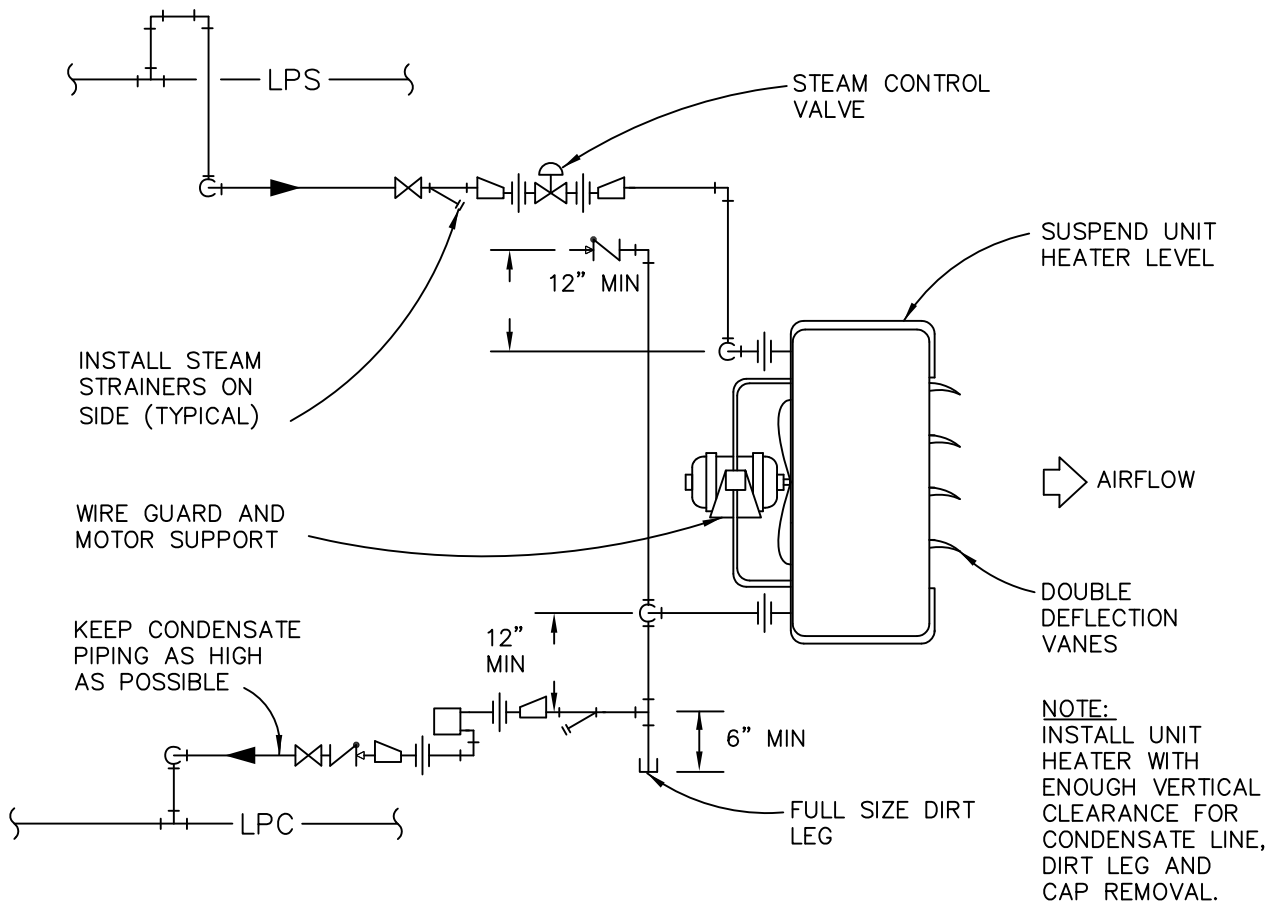 LPS
STEAM CONTROL
VALVE
12” MIN
SUSPEND UNIT
HEATER LEVEL
INSTALL STEAM
STRAINERS ON
SIDE (TYPICAL)
AIRFLOW
WIRE GUARD AND
MOTOR SUPPORT
DOUBLE
DEFLECTION
VANES
KEEP CONDENSATE
PIPING AS HIGH
AS POSSIBLE
12”
MIN
6” MIN
LPC
FULL SIZE DIRT
LEG
NOTE:
INSTALL UNIT
HEATER WITH
ENOUGH VERTICAL
CLEARANCE FOR
CONDENSATE LINE,
DIRT LEG AND
CAP REMOVAL.